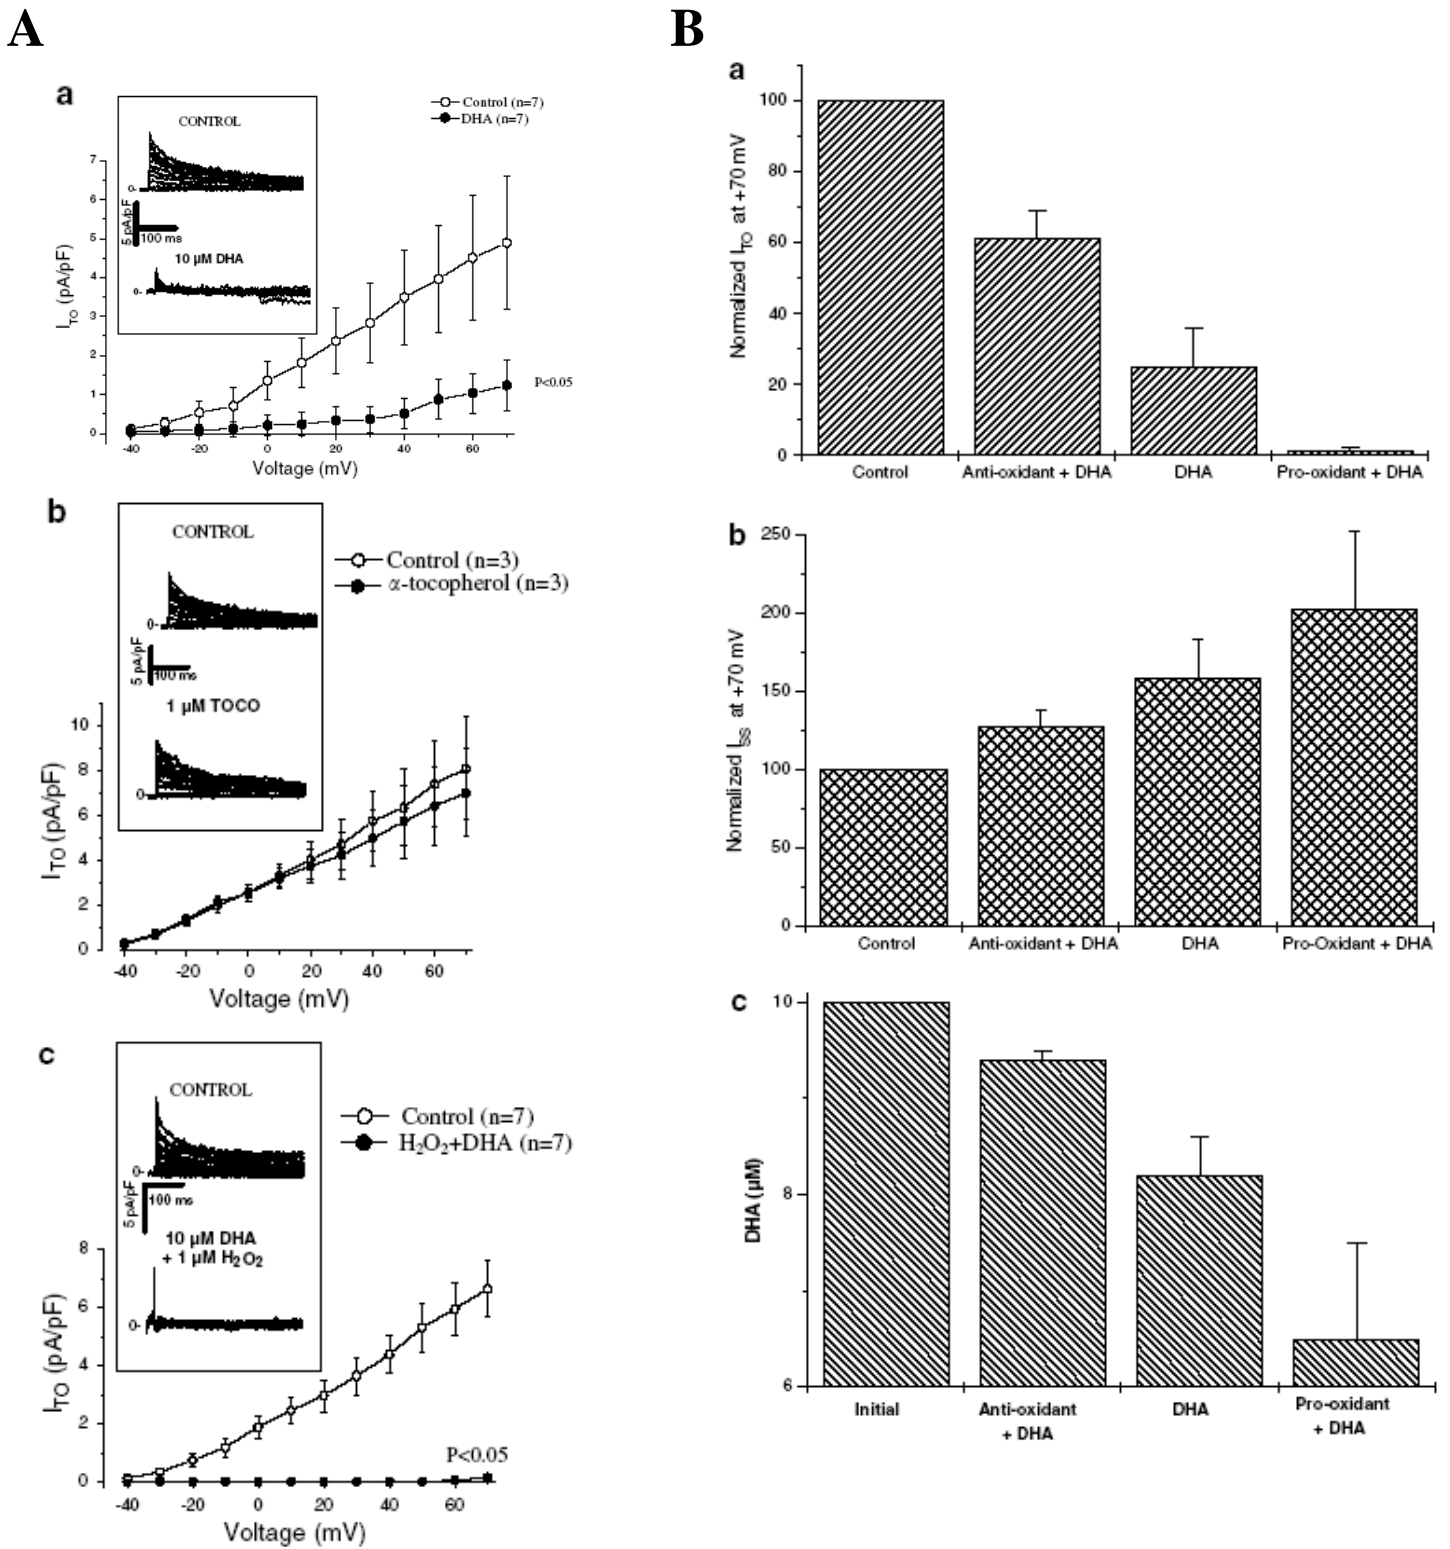 A
a
CONTROL
0-
5 pA/pF
100 ms
10 µM DHA
0-
Control (n=7)
DHA (n=7)
7
6
5
4
3
2
1
0
I_TO (pA/pF)
P<0.05
-40 -20 0 20 40 60
Voltage (mV)
b
CONTROL
0-
5 pA/pF
100 ms
1 µM TOCO
0-
Control (n=3)
α-tocopherol (n=3)
10
8
6
4
2
0
I_TO (pA/pF)
-40 -20 0 20 40 60
Voltage (mV)
c
CONTROL
0-
5 pA/pF
100 ms
10 µM DHA
+ 1 µM H₂O₂
0-
Control (n=7)
H₂O₂+DHA (n=7)
8
6
4
2
0
I_TO (pA/pF)
P<0.05
-40 -20 0 20 40 60
Voltage (mV)
B
a
100
80
60
40
20
0
Normalized I_TO at +70 mV
Control Anti-oxidant + DHA DHA Pro-oxidant + DHA
b
250
200
150
100
50
0
Normalized I_SS at +70 mV
Control Anti-oxidant + DHA DHA Pro-Oxidant + DHA
c
10
8
6
DHA (µM)
Initial Anti-oxidant DHA Pro-oxidant
+ DHA + DHA